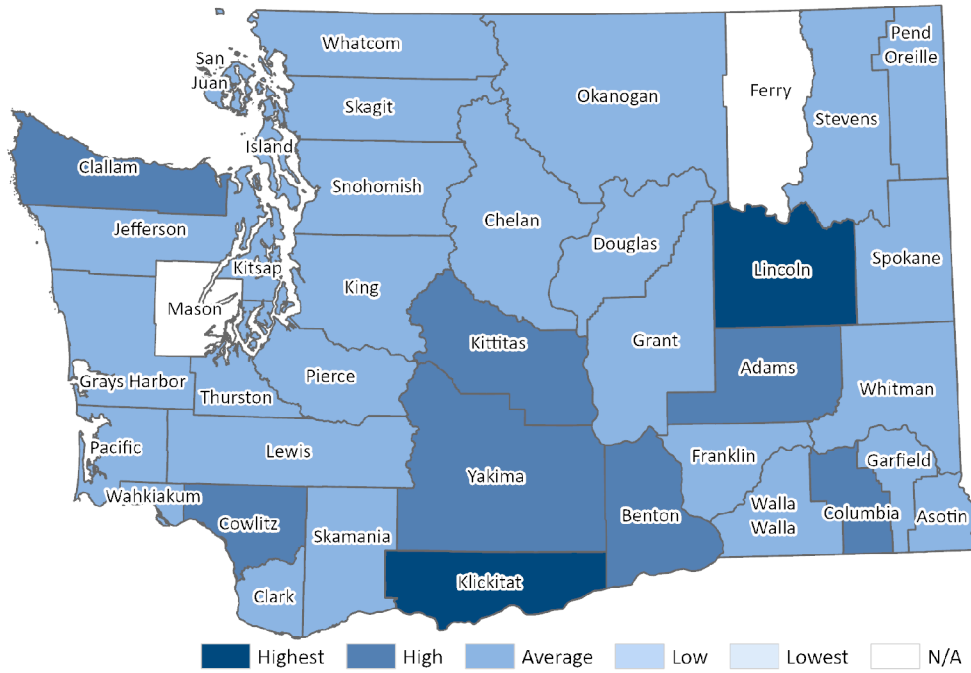 Whatcom
Pend
Oreille
San
Juan
Okanogan
Ferry
Skagit
Stevens
Island
Clallam
Snohomish
Chelan
Jefferson
Douglas
Spokane
Kitsap
Lincoln
King
Mason
Kittitas
Grant
Adams
Pierce
Grays Harbor
Thurston
Whitman
Pacific
Lewis
Franklin
Garfield
Yakima
Wahkiakum
Walla
Walla
Columbia
Asotin
Benton
Cowlitz
Skamania
Klickitat
Clark
Highest High Average Low Lowest N/A